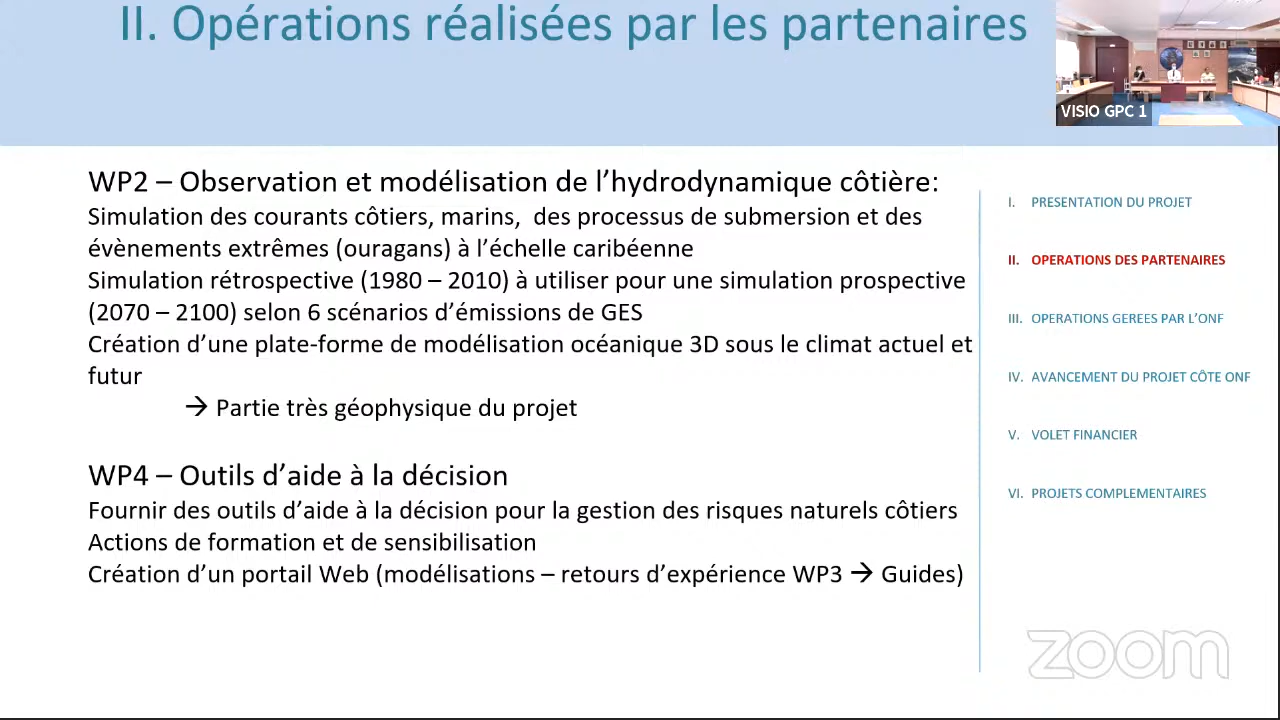 II. Opérations réalisées par les partenaires
VISIO GPC 1
WP2 – Observation et modélisation de l’hydrodynamique côtière:
Simulation des courants côtiers, marins, des processus de submersion et des
évènements extrêmes (ouragans) à l’échelle caribéenne
Simulation rétrospective (1980 – 2010) à utiliser pour une simulation prospective
(2070 – 2100) selon 6 scénarios d’émissions de GES
Création d’une plate-forme de modélisation océanique 3D sous le climat actuel et
futur
→ Partie très géophysique du projet
WP4 – Outils d’aide à la décision
Fournir des outils d’aide à la décision pour la gestion des risques naturels côtiers
Actions de formation et de sensibilisation
Création d’un portail Web (modélisations – retours d’expérience WP3 → Guides)
I. PRESENTATION DU PROJET
II. OPERATIONS DES PARTENAIRES
III. OPERATIONS GEREES PAR L’ONF
IV. AVANCEMENT DU PROJET CÔTE ONF
V. VOLET FINANCIER
VI. PROJETS COMPLEMENTAIRES
zoom